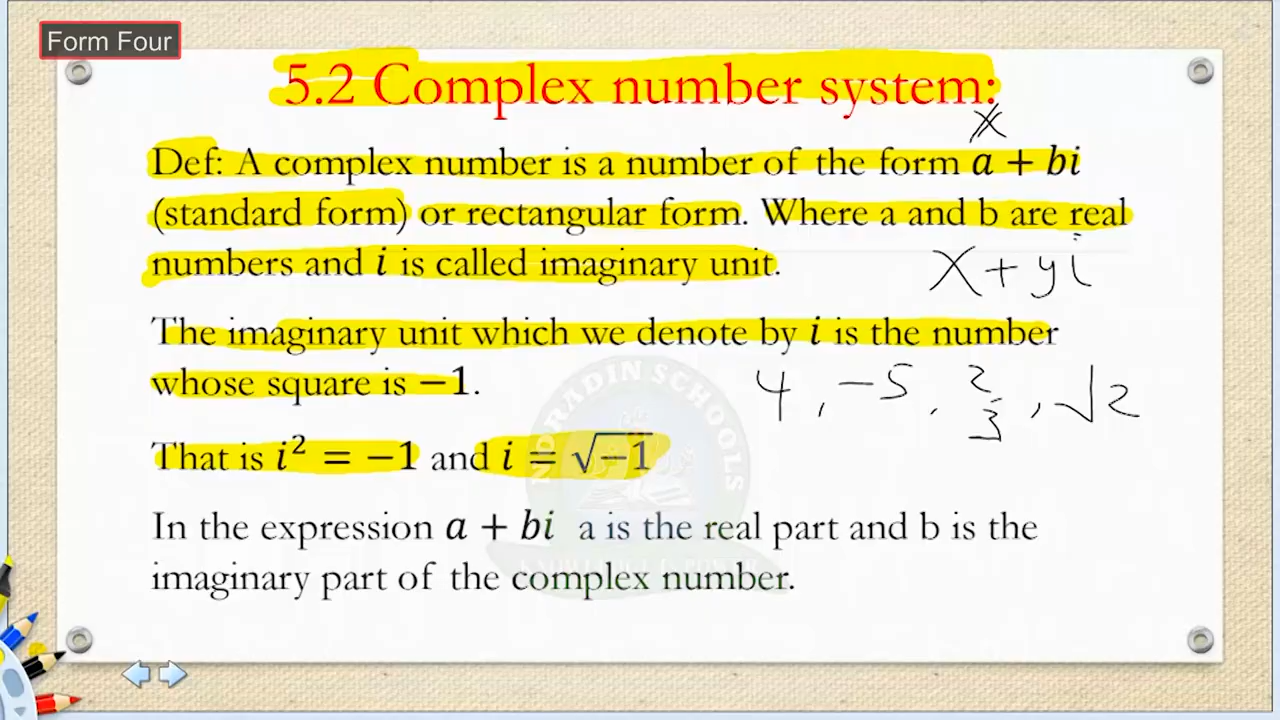 Form Four
5.2 Complex number system:
x
Def: A complex number is a number of the form a + bi
(standard form) or rectangular form. Where a and b are real
numbers and i is called imaginary unit.
x + yi
The imaginary unit which we denote by i is the number
whose square is −1.
4, −5, 2/3, √2
That is i² = −1 and i = √−1
In the expression a + bi a is the real part and b is the
imaginary part of the complex number.